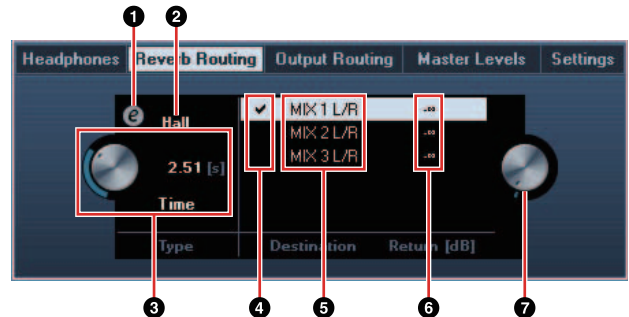 1 2
Headphones Reverb Routing Output Routing Master Levels Settings
e Hall ✓ MIX 1 L/R -∞
MIX 2 L/R -∞
2.51 [s] MIX 3 L/R -∞
Time
Type Destination Return [dB]
3 4 5 6 7